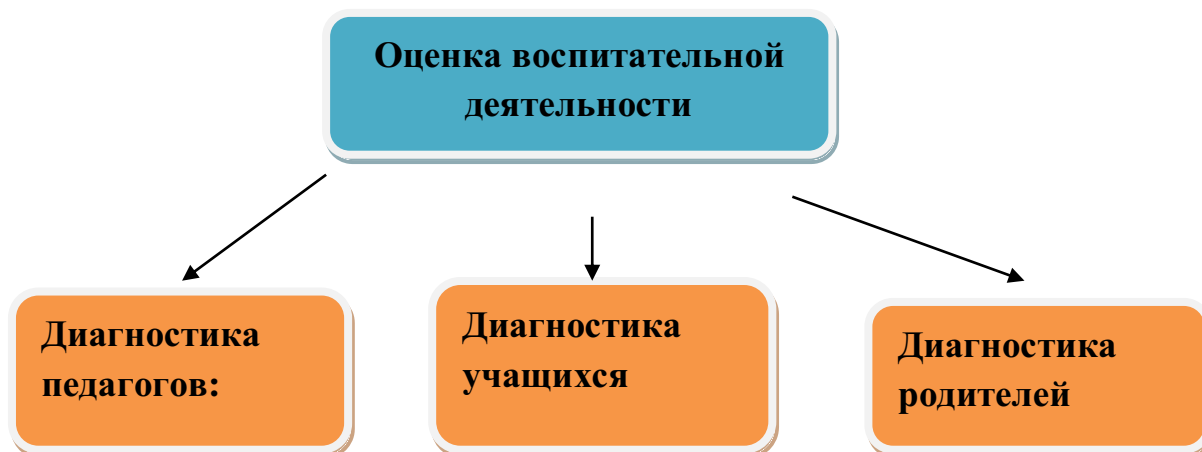 Оценка воспитательной
деятельности
Диагностика
педагогов:
Диагностика
учащихся
Диагностика
родителей